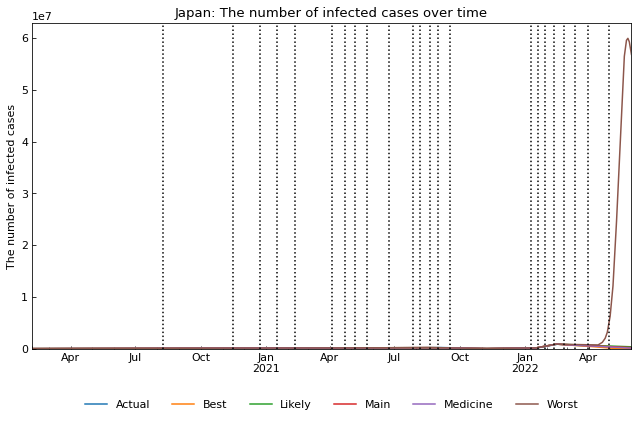 Japan: The number of infected cases over time
1e7
The number of infected cases
6
5
4
3
2
1
0
Apr Jul Oct Jan Apr Jul Oct Jan Apr
2021 2022
Actual Best Likely Main Medicine Worst